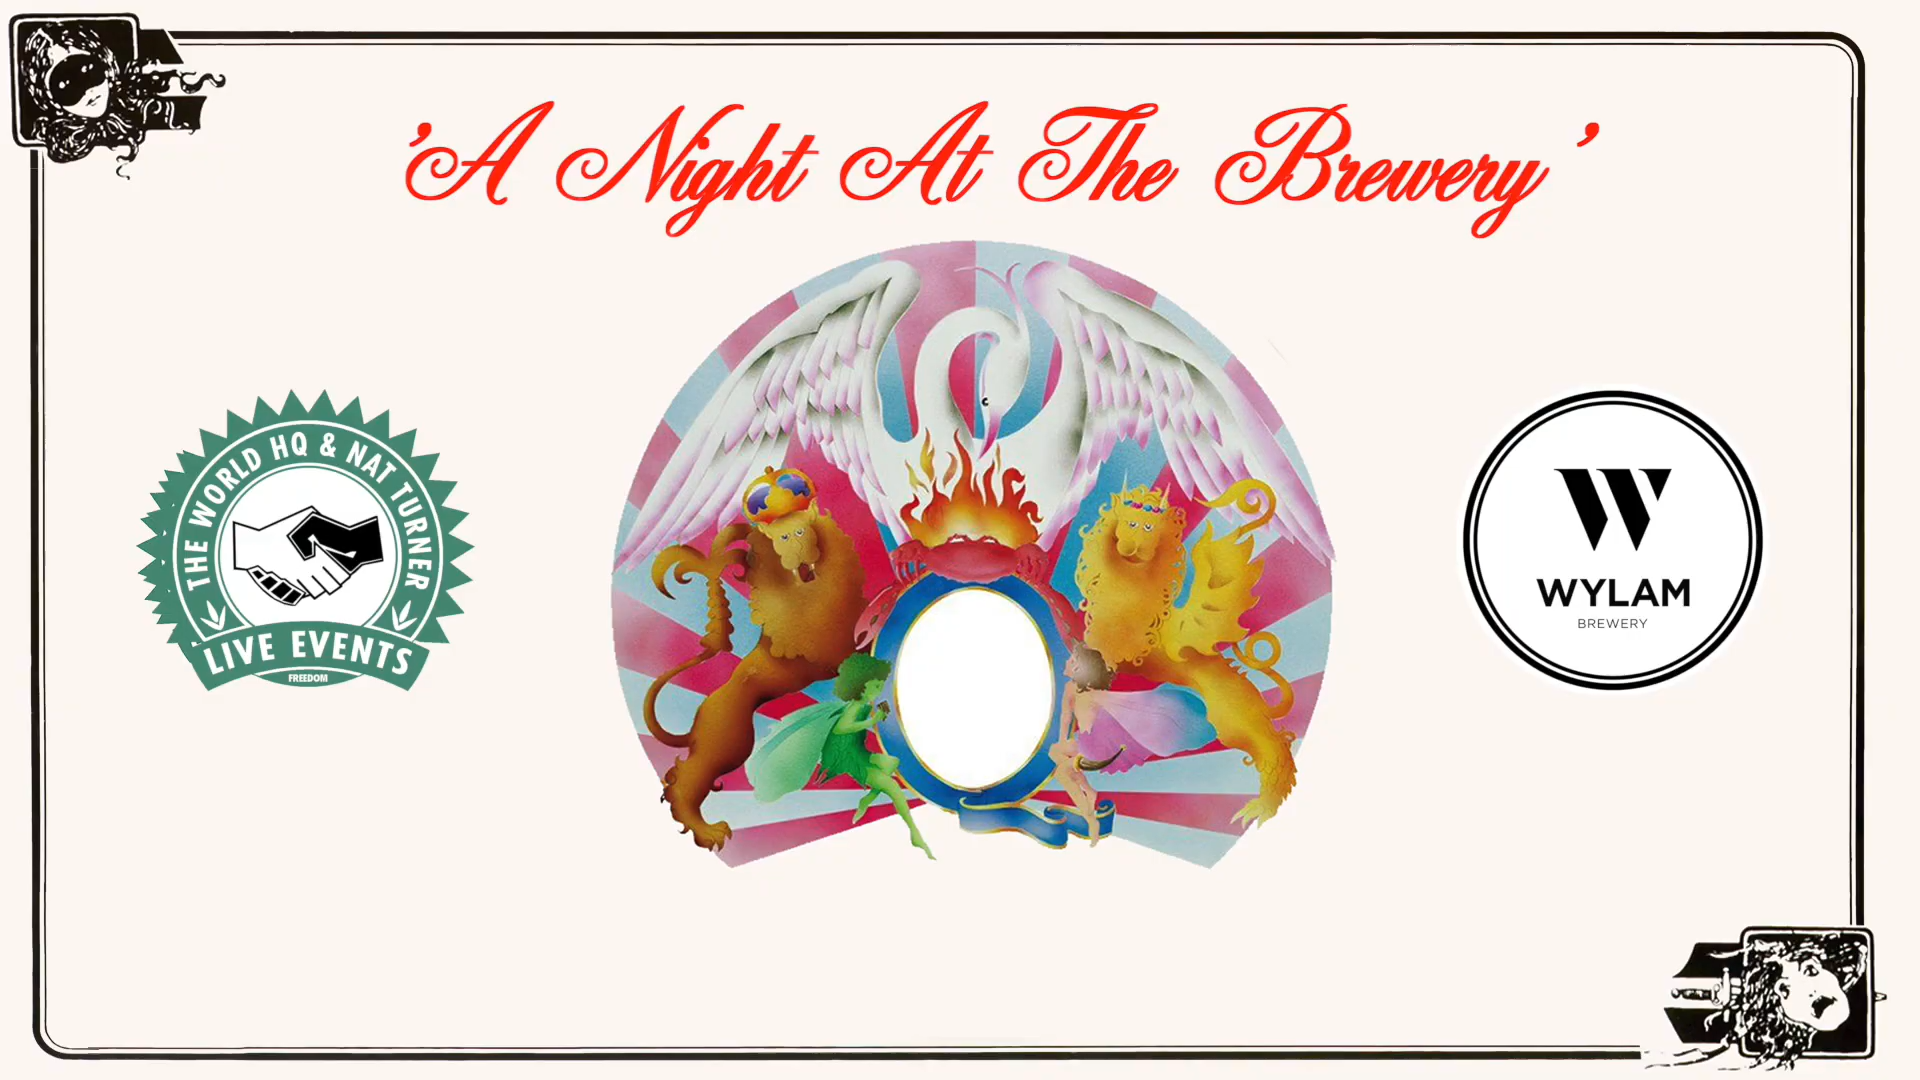 ’A Night At The Brewery’
THE WORLD HQ & NAT TURNER
LIVE EVENTS
FREEDOM
W
WYLAM
BREWERY